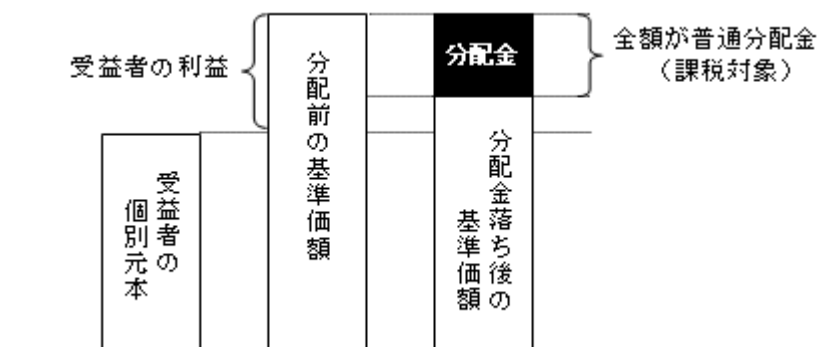 受益者の利益
分配前の基準価額
分配金
全額が普通分配金
（課税対象）
受益者の
個別元本
分配金落ち後の
基準価額